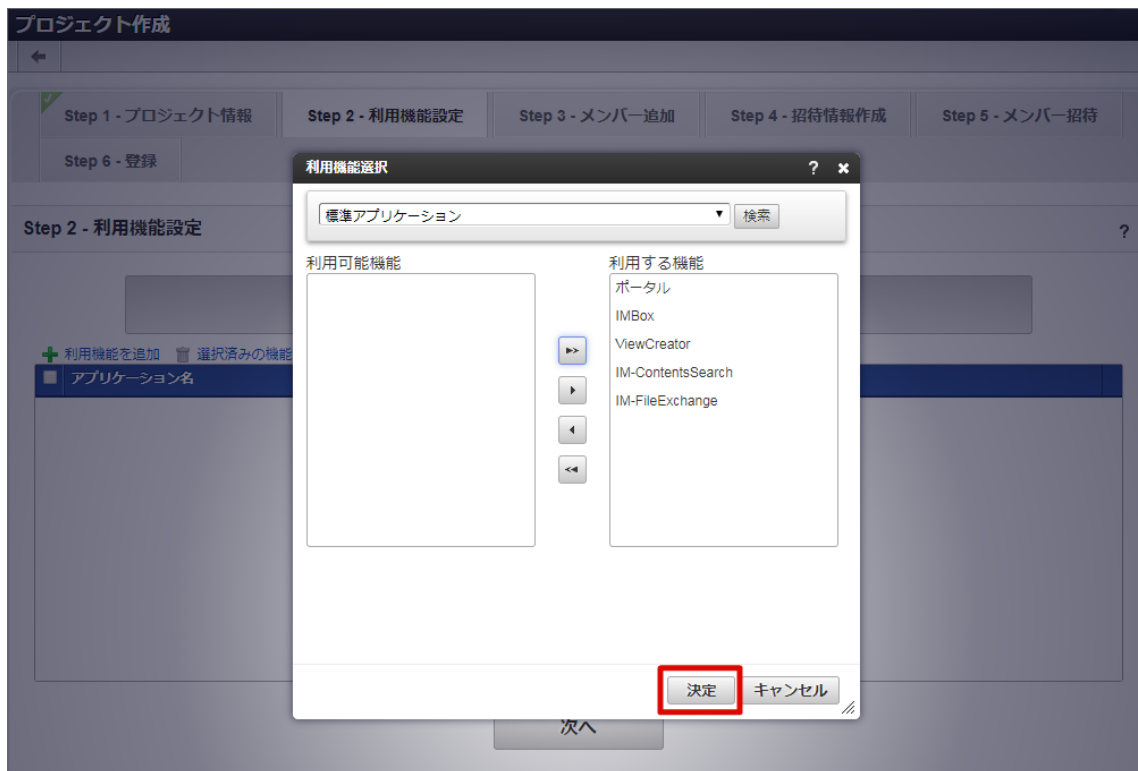 プロジェクト作成
Step 1 - プロジェクト情報
Step 2 - 利用機能設定
Step 3 - メンバー追加
Step 4 - 招待情報作成
Step 5 - メンバー招待
Step 6 - 登録
利用機能選択
?
標準アプリケーション
検索
Step 2 - 利用機能設定
?
利用可能機能
利用する機能
ポータル
IMBox
ViewCreator
IM-ContentsSearch
IM-FileExchange
利用機能を追加
選択済みの機能
アプリケーション名
決定
キャンセル
次へ